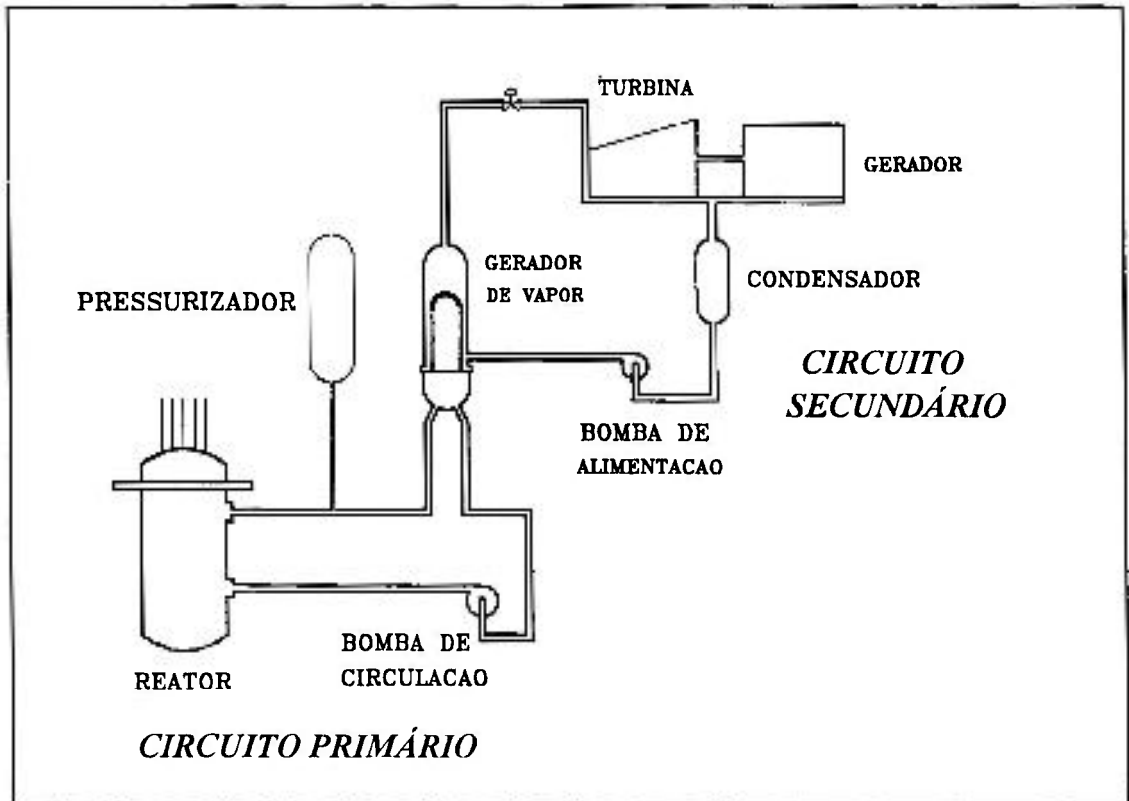 TURBINA
GERADOR
GERADOR
DE VAPOR
CONDENSADOR
PRESSURIZADOR
CIRCUITO
SECUNDÁRIO
BOMBA DE
ALIMENTACAO
BOMBA DE
CIRCULACAO
REATOR
CIRCUITO PRIMÁRIO